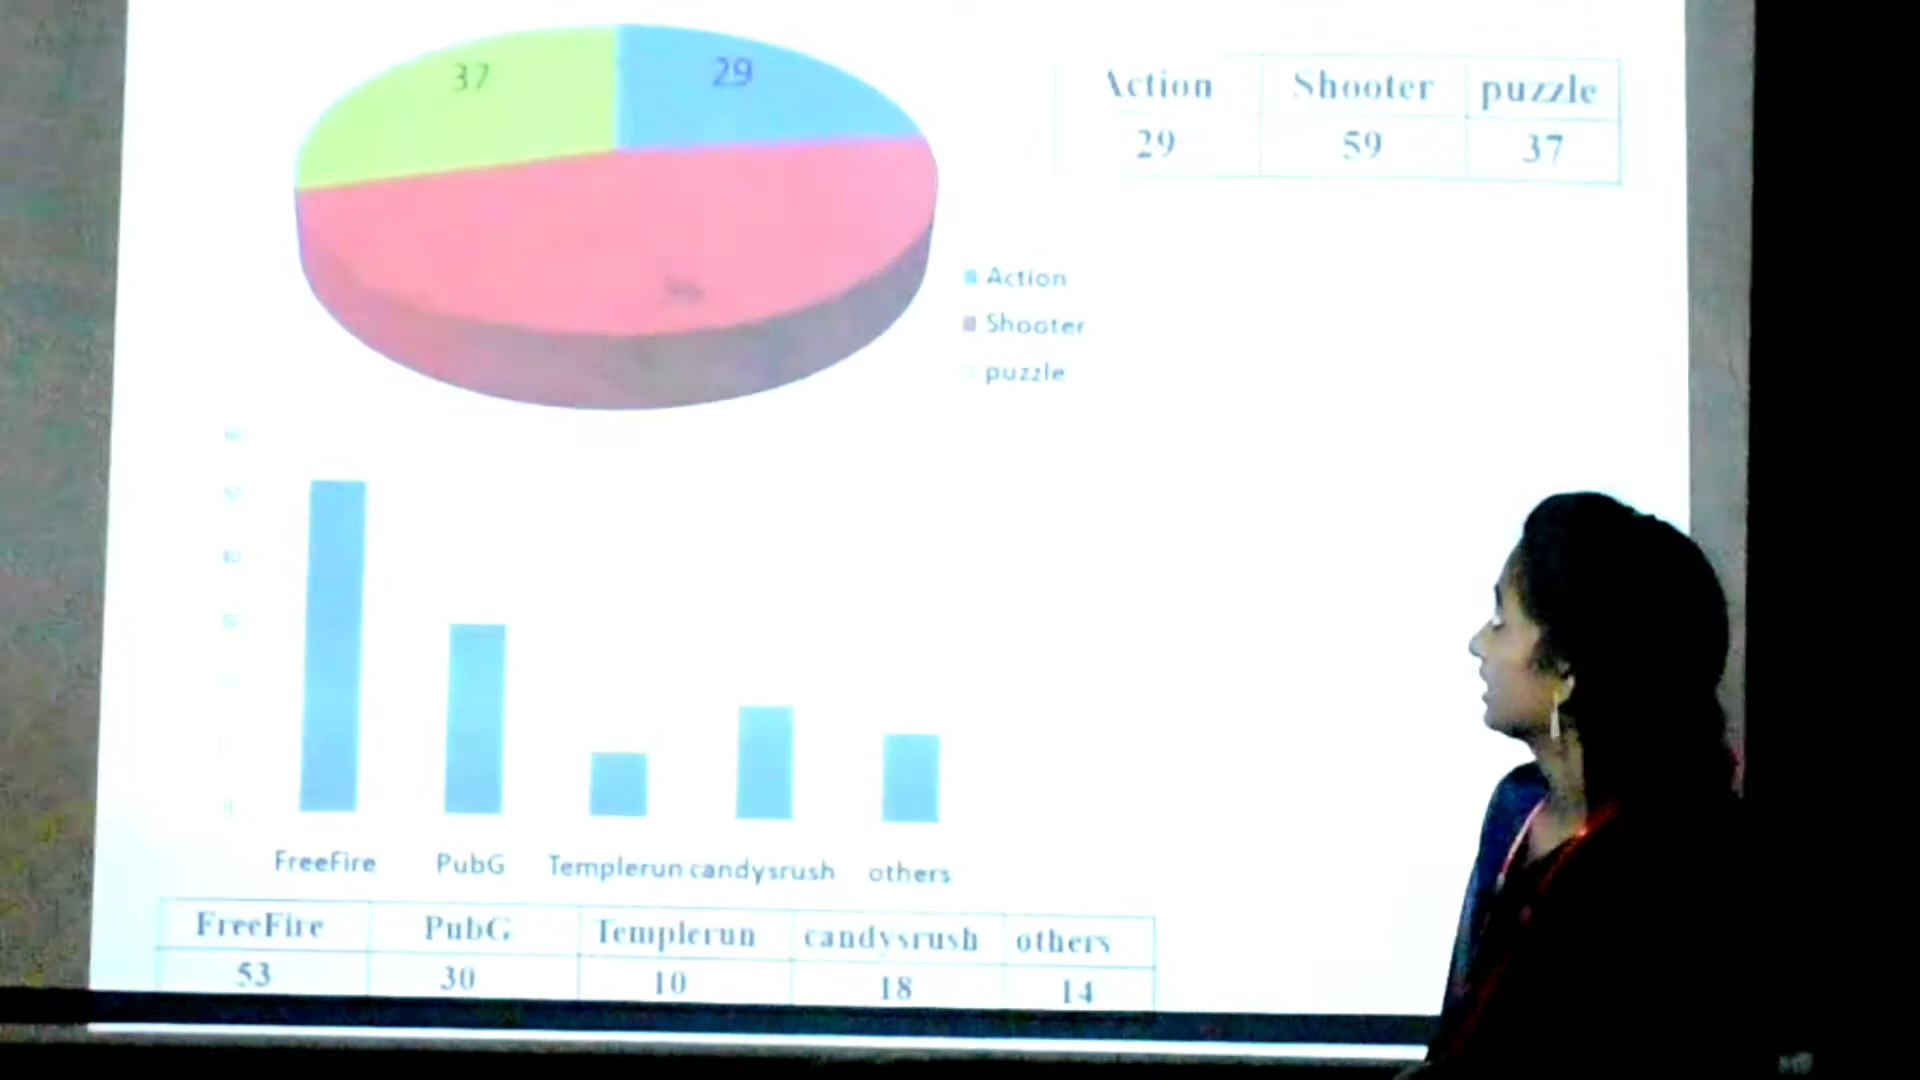 37 29
Action Shooter puzzle
29 59 37
Action
Shooter
puzzle
FreeFire PubG Templerun candysrush others
FreeFire PubG Templerun candysrush others
53 30 10 18 14